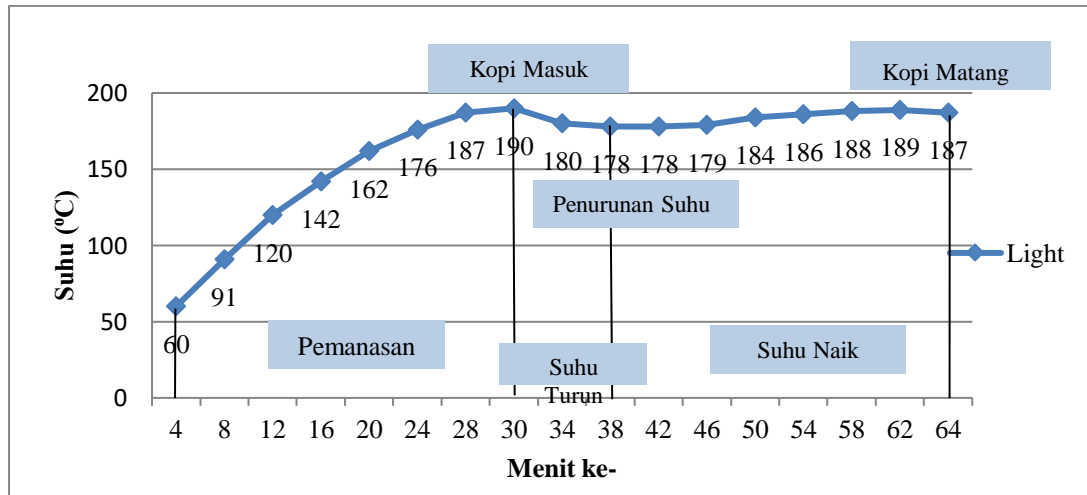 Kopi Masuk
Kopi Matang
200
150
100
50
0
Suhu (ºC)
60
91
120
142
162
176
187
190
180
178
178
179
184
186
188
189
187
Penurunan Suhu
Light
Pemanasan
Suhu
Turun
Suhu Naik
4 8 12 16 20 24 28 30 34 38 42 46 50 54 58 62 64
Menit ke-